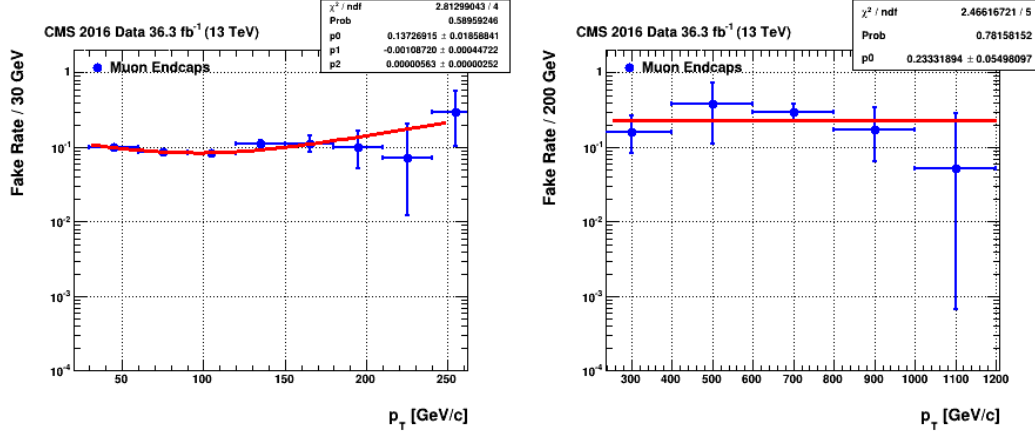 χ² / ndf 2.81299043 / 4
Prob 0.58959246
p0 0.13726915 ± 0.01856841
p1 -0.00108720 ± 0.00044722
p2 0.00000563 ± 0.00000252
CMS 2016 Data 36.3 fb⁻¹ (13 TeV)
Muon Endcaps
Fake Rate / 30 GeV
1
10⁻¹
10⁻²
10⁻³
10⁻⁴
50 100 150 200 250
p_T [GeV/c]
χ² / ndf 2.46616721 / 5
Prob 0.78158152
p0 0.23331894 ± 0.05498097
CMS 2016 Data 36.3 fb⁻¹ (13 TeV)
Muon Endcaps
Fake Rate / 200 GeV
1
10⁻¹
10⁻²
10⁻³
10⁻⁴
300 400 500 600 700 800 900 1000 1100 1200
p_T [GeV/c]